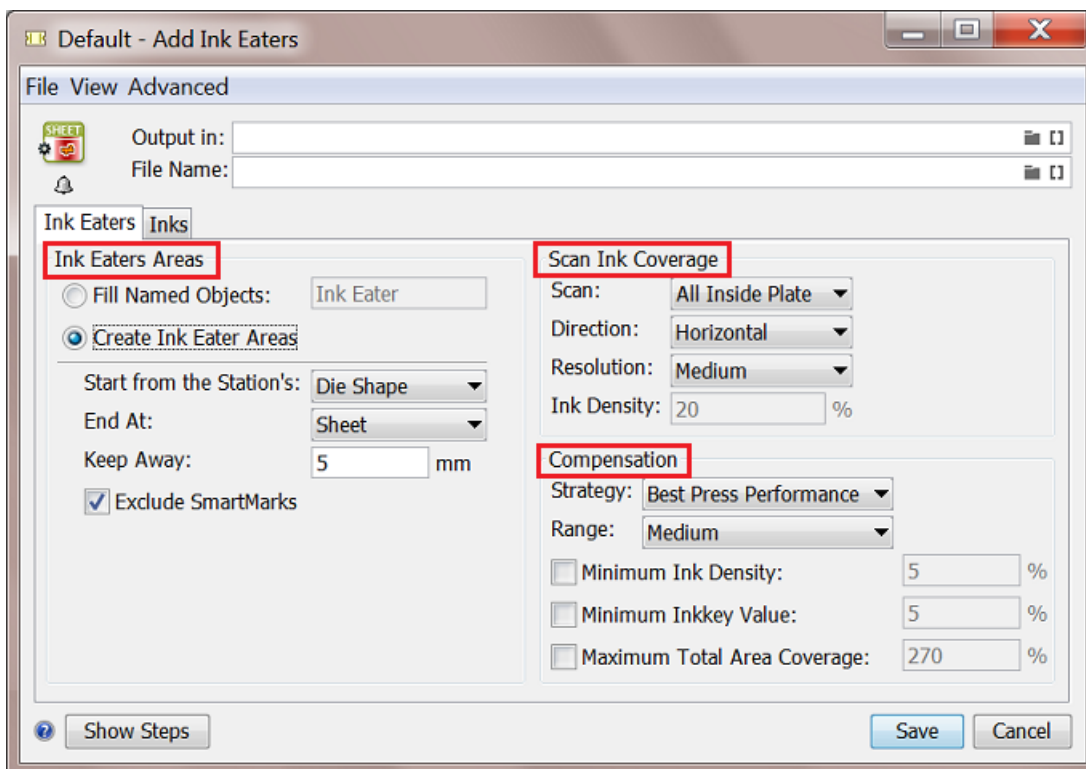 Default - Add Ink Eaters
File View Advanced
SHEET
Output in:
File Name:
Ink Eaters Inks
Ink Eaters Areas
Fill Named Objects: Ink Eater
Create Ink Eater Areas
Start from the Station's: Die Shape
End At: Sheet
Keep Away: 5 mm
Exclude SmartMarks
Scan Ink Coverage
Scan: All Inside Plate
Direction: Horizontal
Resolution: Medium
Ink Density: 20 %
Compensation
Strategy: Best Press Performance
Range: Medium
Minimum Ink Density: 5 %
Minimum Inkkey Value: 5 %
Maximum Total Area Coverage: 270 %
? Show Steps Save Cancel